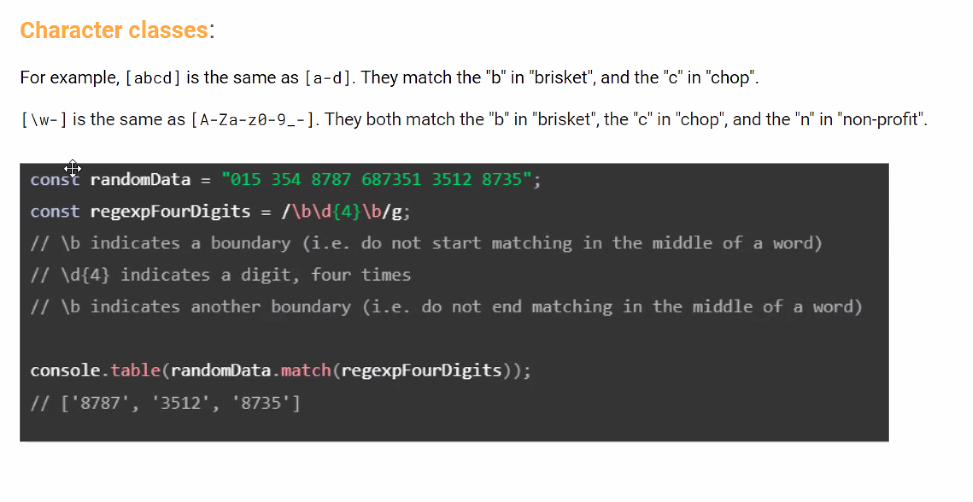 Character classes:
For example, [abcd] is the same as [a-d]. They match the "b" in "brisket", and the "c" in "chop".
[\w-] is the same as [A-Za-z0-9_-]. They both match the "b" in "brisket", the "c" in "chop", and the "n" in "non-profit".
const randomData = "015 354 8787 687351 3512 8735";
const regexpFourDigits = /\b\d{4}\b/g;
// \b indicates a boundary (i.e. do not start matching in the middle of a word)
// \d{4} indicates a digit, four times
// \b indicates another boundary (i.e. do not end matching in the middle of a word)
console.table(randomData.match(regexpFourDigits));
// ['8787', '3512', '8735']